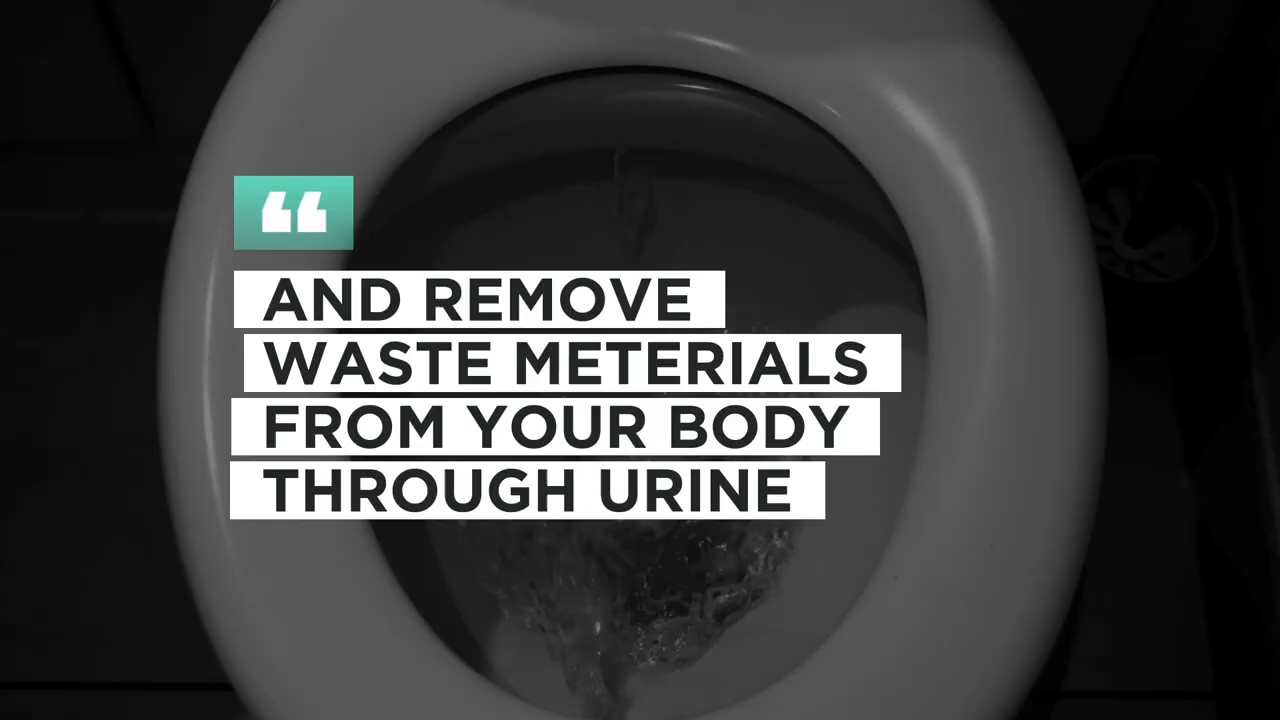 “
AND REMOVE
WASTE METERIALS
FROM YOUR BODY
THROUGH URINE